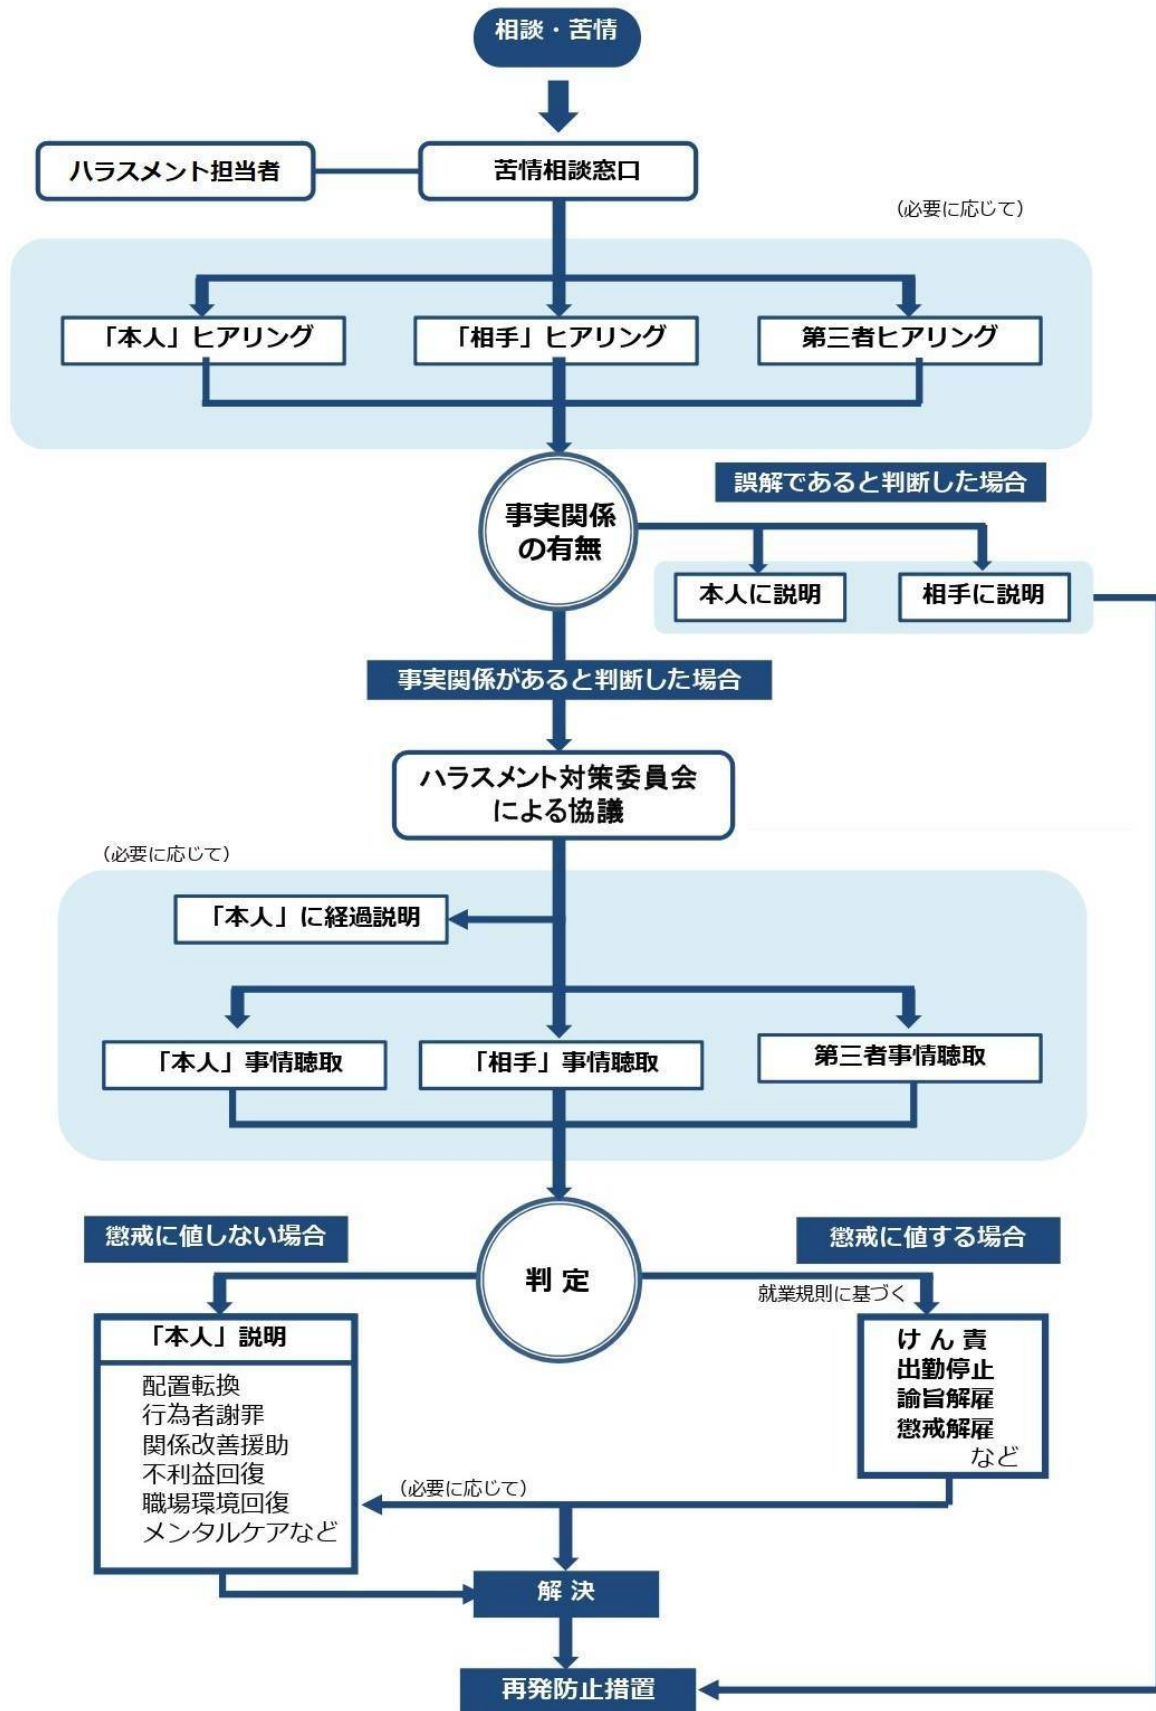 相談・苦情
ハラスメント担当者
苦情相談窓口
（必要に応じて）
「本人」ヒアリング
「相手」ヒアリング
第三者ヒアリング
誤解であると判断した場合
事実関係
の有無
本人に説明
相手に説明
事実関係があると判断した場合
ハラスメント対策委員会
による協議
（必要に応じて）
「本人」に経過説明
「本人」事情聴取
「相手」事情聴取
第三者事情聴取
懲戒に値しない場合
懲戒に値する場合
判 定
就業規則に基づく
「本人」説明
配置転換
行為者謝罪
関係改善援助
不利益回復
職場環境回復
メンタルケアなど
け ん 責
出勤停止
諭旨解雇
懲戒解雇
など
（必要に応じて）
解 決
再発防止措置